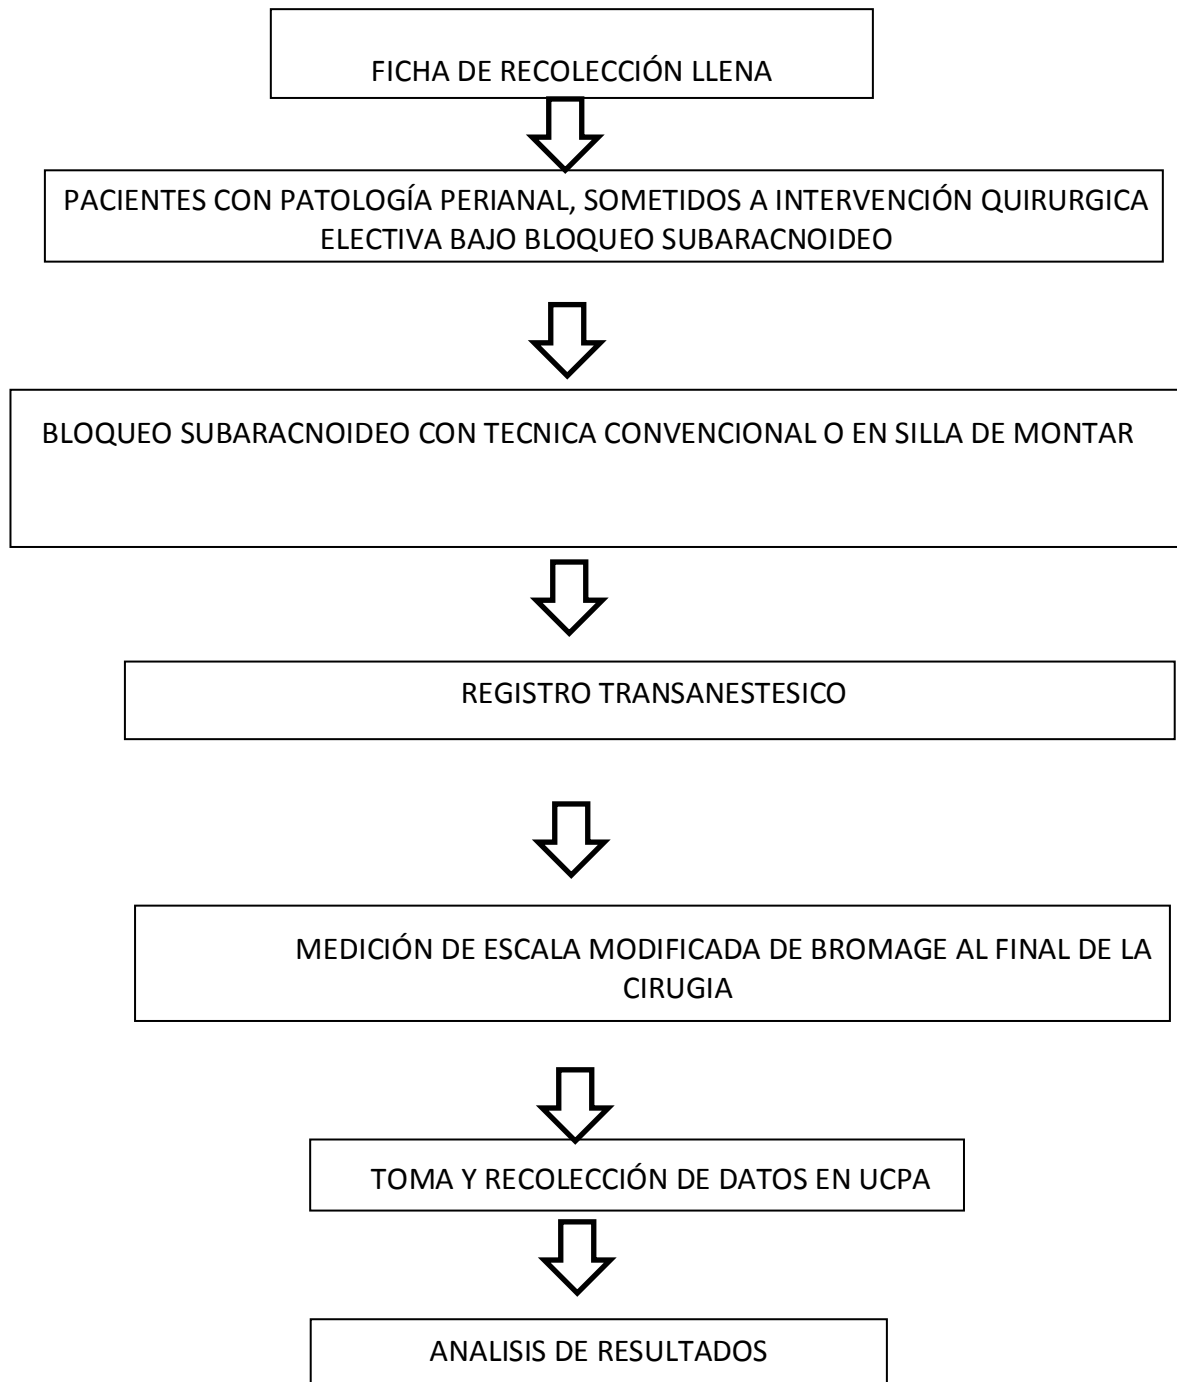 FICHA DE RECOLECCIÓN LLENA
PACIENTES CON PATOLOGÍA PERIANAL, SOMETIDOS A INTERVENCIÓN QUIRURGICA
ELECTIVA BAJO BLOQUEO SUBARACNOIDEO
BLOQUEO SUBARACNOIDEO CON TECNICA CONVENCIONAL O EN SILLA DE MONTAR
REGISTRO TRANSANESTESICO
MEDICIÓN DE ESCALA MODIFICADA DE BROMAGE AL FINAL DE LA
CIRUGIA
TOMA Y RECOLECCIÓN DE DATOS EN UCPA
ANALISIS DE RESULTADOS